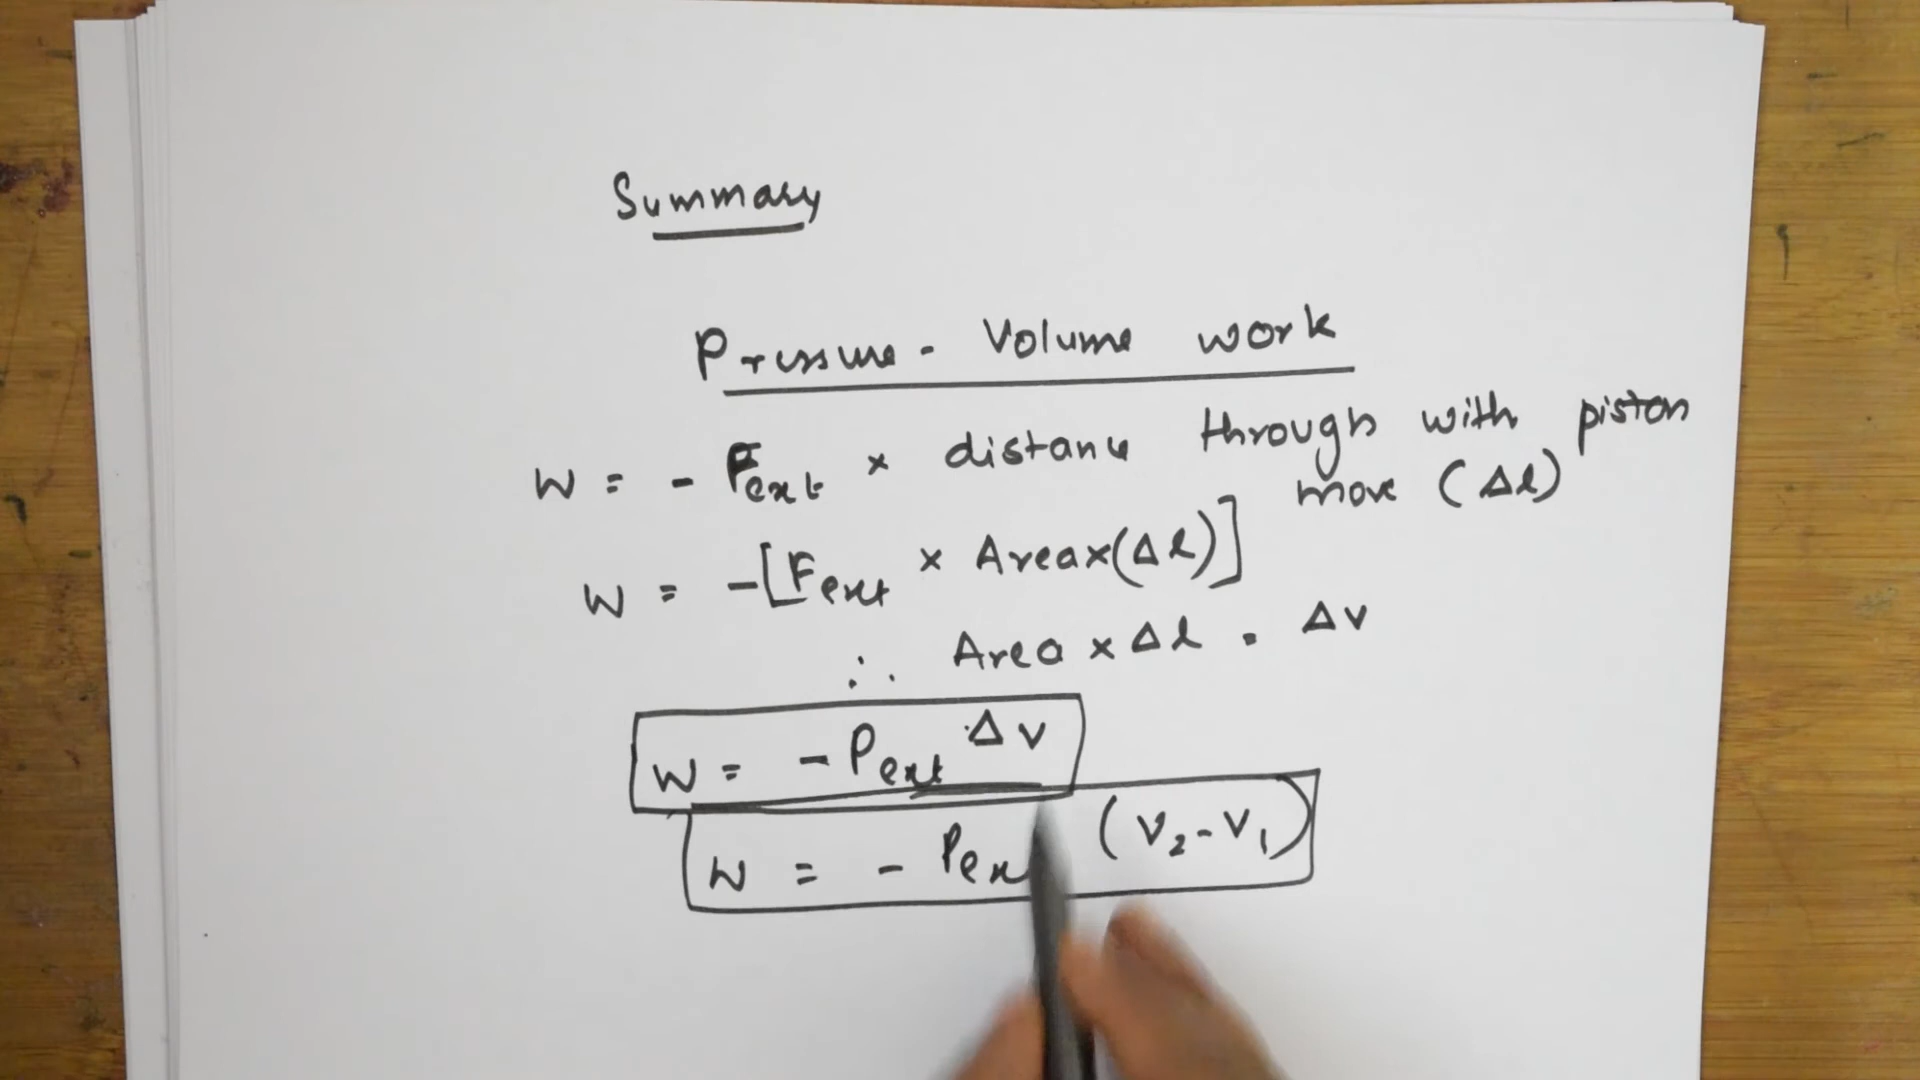 Summary
Pressure - Volume work
W = - Fext × distance through with piston
move (Δl)
W = -[Fext × Area×(Δl)]
∴ Area × Δl = ΔV
W = - Pext ΔV
W = - Pex (V₂-V₁)